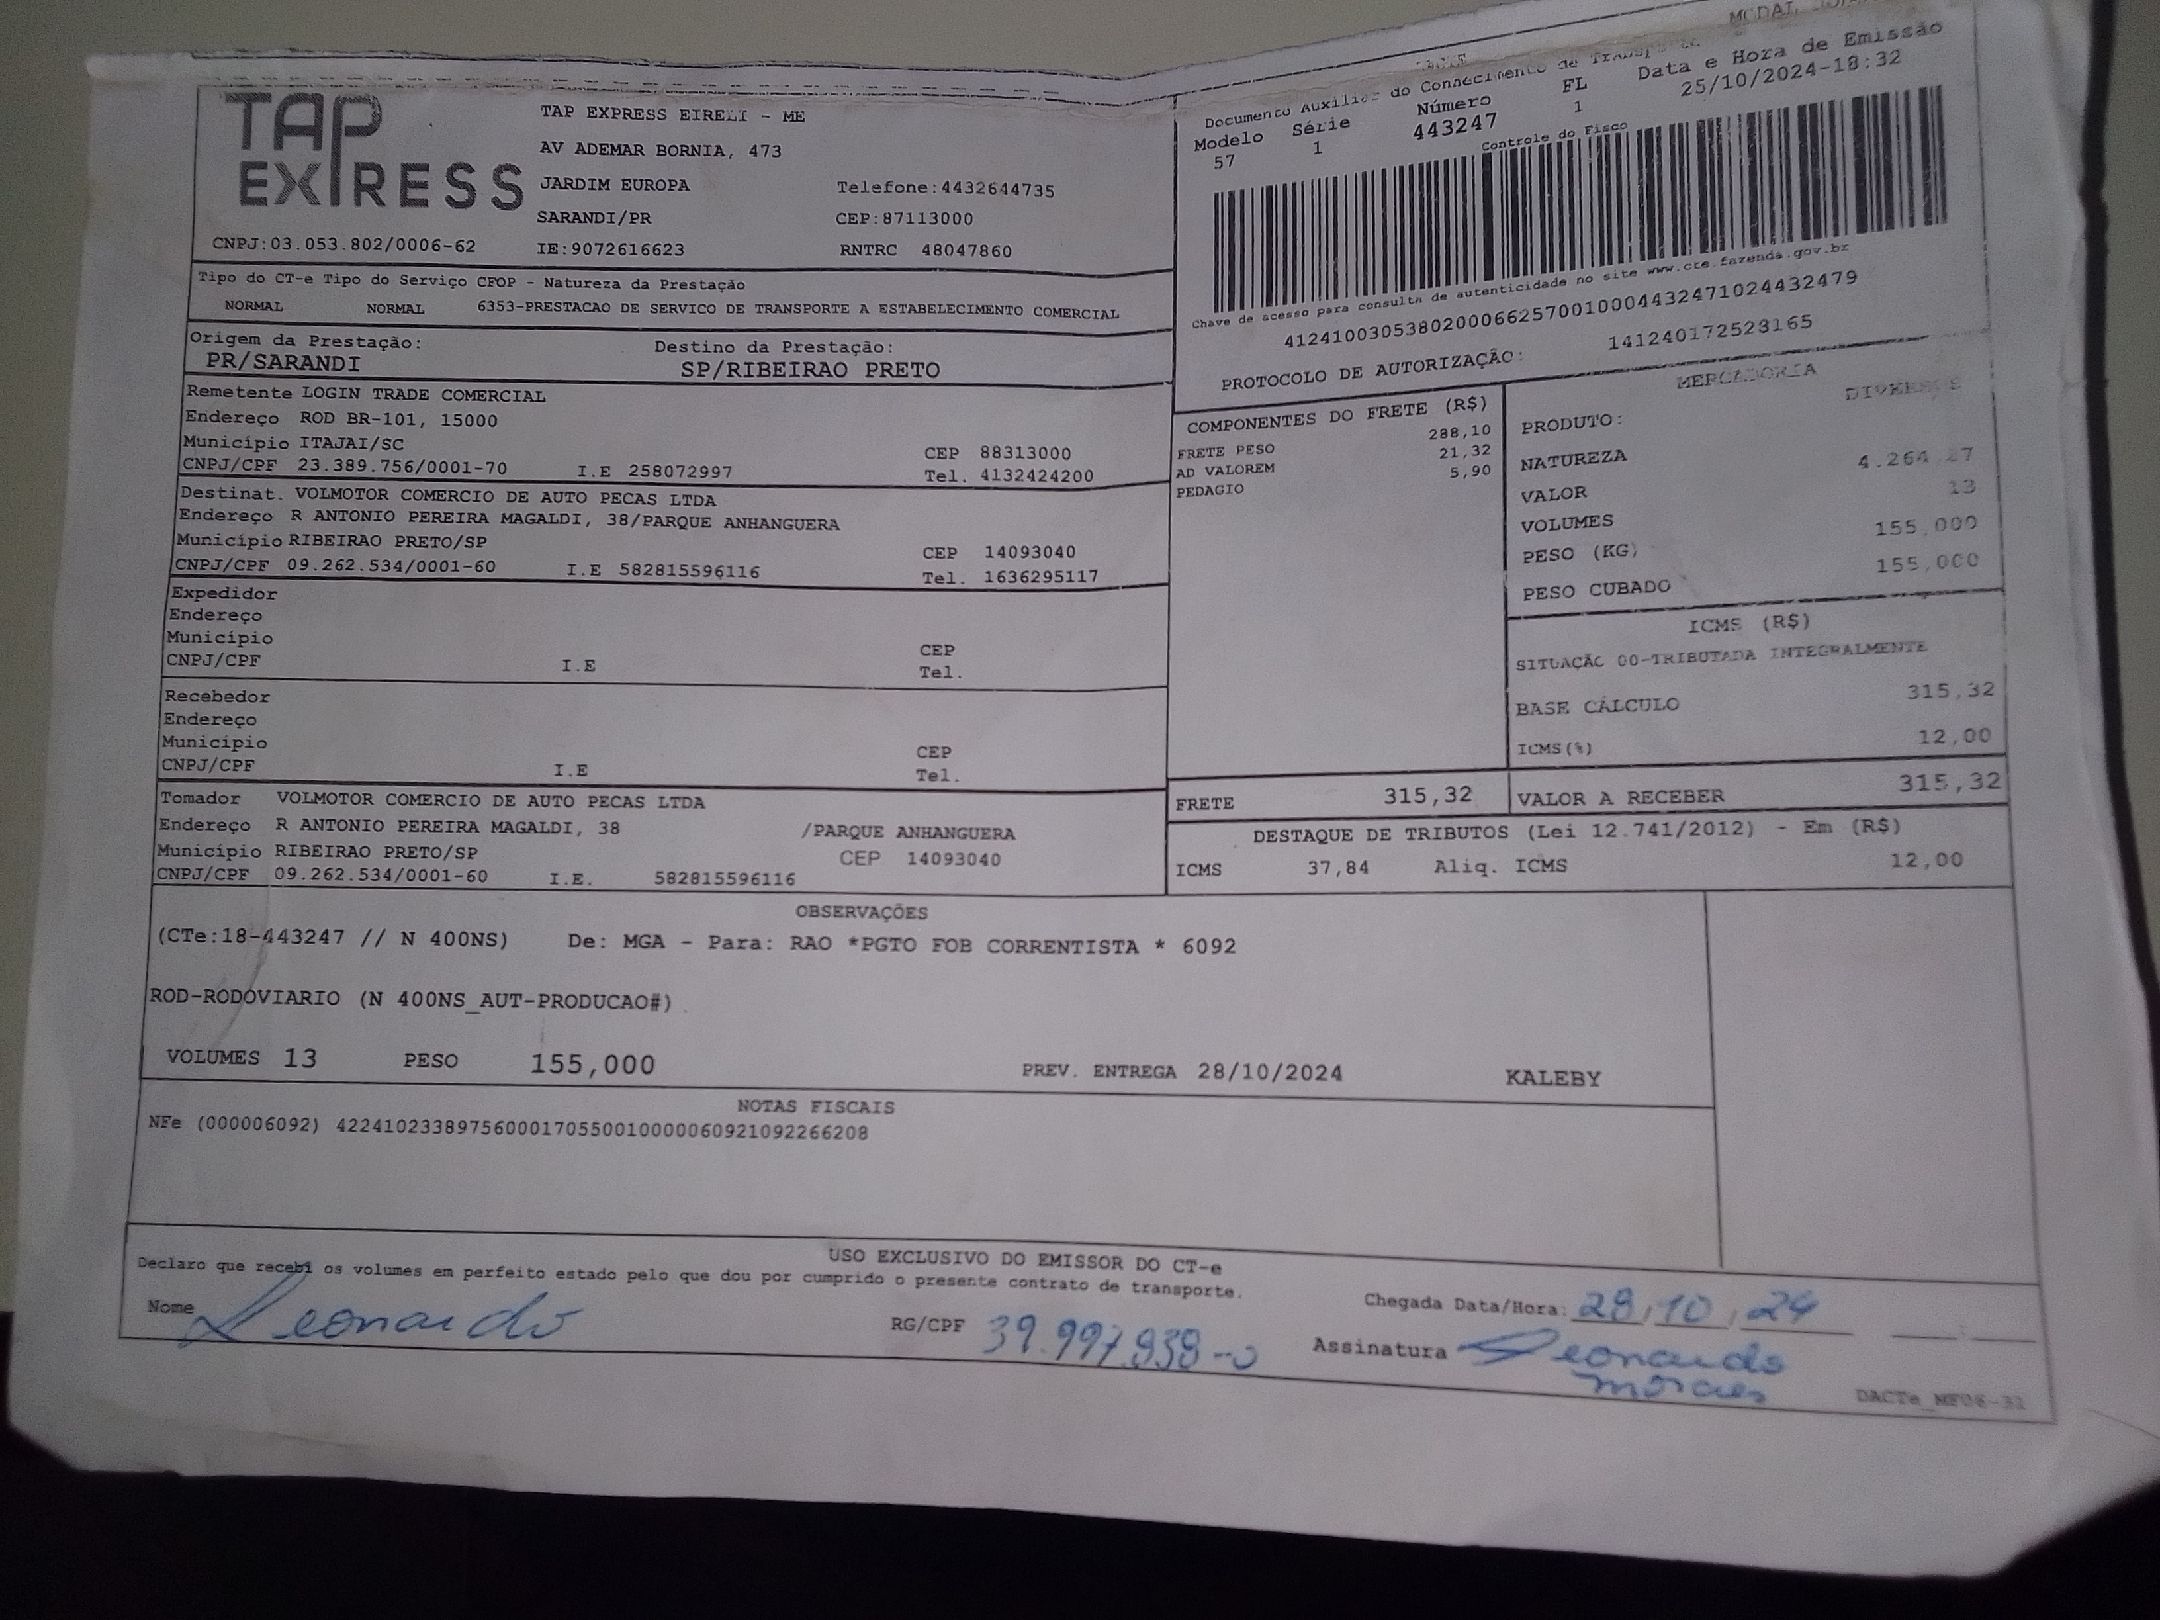 TAP EXPRESS
TAP EXPRESS EIRELI - ME
AV ADEMAR BORNIA, 473
JARDIM EUROPA Telefone:4432644735
SARANDI/PR CEP:87113000
CNPJ:03.053.802/0006-62 IE:9072616623 RNTRC 48047860
MODAL
Documento Auxiliar do Conhecimento de
Modelo Série Número FL Data e Hora de Emissão
57 1 443247 1 25/10/2024-18:32
Controle do Fisco
Chave de acesso para consulta de autenticidade no site www.cte.fazenda.gov.br
41241003053802000662570010004432471024432479
PROTOCOLO DE AUTORIZAÇÃO: 141240172523165
Tipo do CT-e Tipo do Serviço CFOP - Natureza da Prestação
NORMAL NORMAL 6353-PRESTACAO DE SERVICO DE TRANSPORTE A ESTABELECIMENTO COMERCIAL
Origem da Prestação: Destino da Prestação:
PR/SARANDI SP/RIBEIRAO PRETO
Remetente LOGIN TRADE COMERCIAL
Endereço ROD BR-101, 15000
Município ITAJAI/SC CEP 88313000
CNPJ/CPF 23.389.756/0001-70 I.E 258072997 Tel. 4132424200
Destinat. VOLMOTOR COMERCIO DE AUTO PECAS LTDA
Endereço R ANTONIO PEREIRA MAGALDI, 38/PARQUE ANHANGUERA
Município RIBEIRAO PRETO/SP CEP 14093040
CNPJ/CPF 09.262.534/0001-60 I.E 582815596116 Tel. 1636295117
Expedidor
Endereço
Município CEP
CNPJ/CPF I.E Tel.
Recebedor
Endereço
Município CEP
CNPJ/CPF I.E Tel.
Tomador VOLMOTOR COMERCIO DE AUTO PECAS LTDA
Endereço R ANTONIO PEREIRA MAGALDI, 38 /PARQUE ANHANGUERA
Município RIBEIRAO PRETO/SP CEP 14093040
CNPJ/CPF 09.262.534/0001-60 I.E. 582815596116
COMPONENTES DO FRETE (R$)
FRETE PESO 288,10
AD VALOREM 21,32
PEDAGIO 5,90
MERCADORIA
PRODUTO:
NATUREZA
VALOR 4.264,27
VOLUMES 13
PESO (KG) 155,000
PESO CUBADO 155,000
ICMS (R$)
SITUAÇÃO 00-TRIBUTADA INTEGRALMENTE
BASE CÁLCULO 315,32
ICMS(%) 12,00
FRETE 315,32 VALOR A RECEBER 315,32
DESTAQUE DE TRIBUTOS (Lei 12.741/2012) - Em (R$)
ICMS 37,84 Aliq. ICMS 12,00
OBSERVAÇÕES
(CTe:18-443247 // N 400NS) De: MGA - Para: RAO *PGTO FOB CORRENTISTA * 6092
ROD-RODOVIARIO (N 400NS_AUT-PRODUCAO#)
VOLUMES 13 PESO 155,000 PREV. ENTREGA 28/10/2024 KALEBY
NOTAS FISCAIS
NFe (000006092) 42241023389756000170550010000060921092266208
USO EXCLUSIVO DO EMISSOR DO CT-e
Declaro que recebi os volumes em perfeito estado pelo que dou por cumprido o presente contrato de transporte.
Nome Leonardo RG/CPF 39.997.938-0 Chegada Data/Hora: 28/10/24
Assinatura Leonardo
moraes